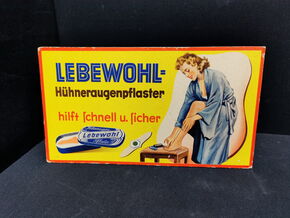 LEBEWOHL-
Hühneraugenpflaster
hilft ſchnell u. ſicher
Lebewohl